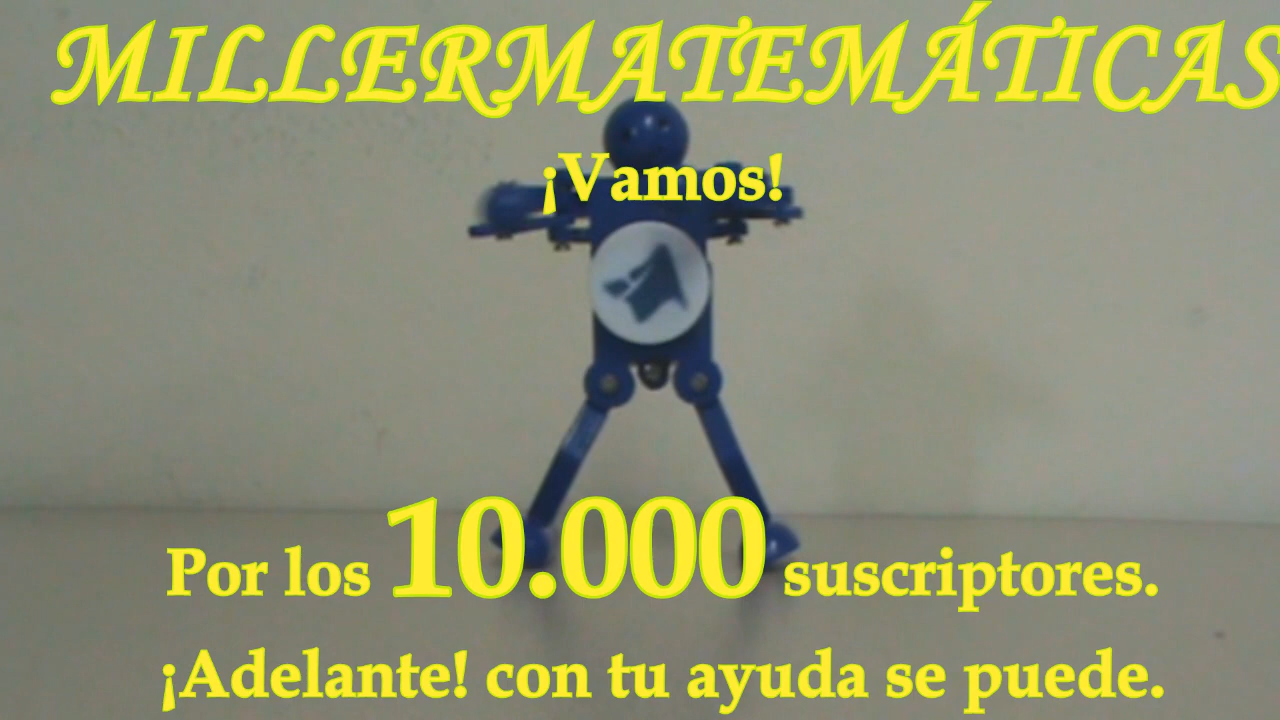 MILLERMATEMÁTICAS
¡Vamos!
Por los 10.000 suscriptores.
¡Adelante! con tu ayuda se puede.